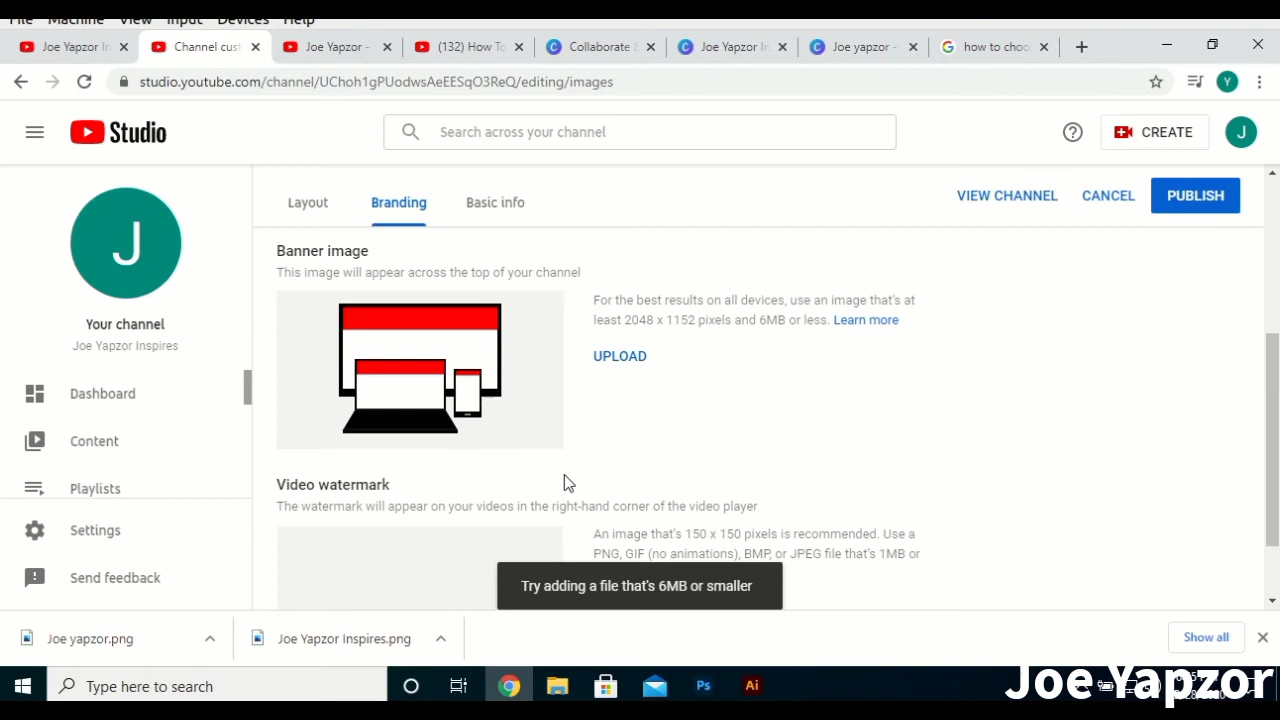 File Machine View Input Devices Help
Joe Yapzor In
Channel cust
Joe Yapzor -
(132) How To
Collaborate &
Joe Yapzor In
Joe yapzor -
how to choo
studio.youtube.com/channel/UChoh1gPUodwsAeEESqO3ReQ/editing/images
Y
Studio
Search across your channel
CREATE
J
J
Your channel
Joe Yapzor Inspires
Dashboard
Content
Playlists
Settings
Send feedback
Layout
Branding
Basic info
VIEW CHANNEL
CANCEL
PUBLISH
Banner image
This image will appear across the top of your channel
For the best results on all devices, use an image that's at
least 2048 x 1152 pixels and 6MB or less. Learn more
UPLOAD
Video watermark
The watermark will appear on your videos in the right-hand corner of the video player
An image that's 150 x 150 pixels is recommended. Use a
PNG, GIF (no animations), BMP, or JPEG file that's 1MB or
Try adding a file that's 6MB or smaller
Joe yapzor.png
Joe Yapzor Inspires.png
Show all
Type here to search
Ps
Ai
Joe Yapzor